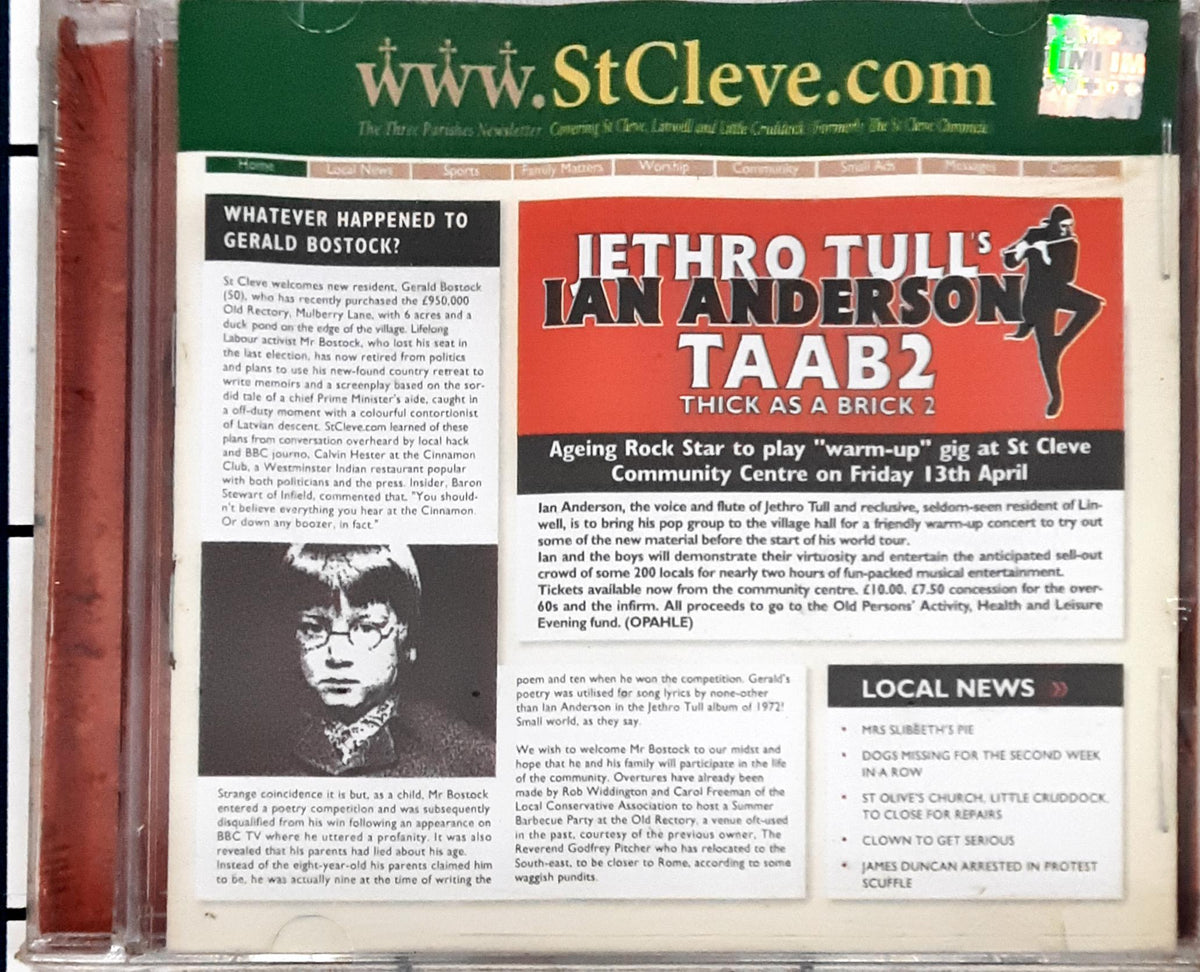 www.StCleve.com
The Three Parishes Newsletter Covering St Cleve, Linwell and Little Cruddock (Formerly The St Cleve Chronicle
Home Local News Sports Family Matters Worship Community Small Ads Messages Contact
WHATEVER HAPPENED TO
GERALD BOSTOCK?
St Cleve welcomes new resident, Gerald Bostock
(50), who has recently purchased the £950,000
Old Rectory, Mulberry Lane, with 6 acres and a
duck pond on the edge of the village. Lifelong
Labour activist Mr Bostock, who lost his seat in
the last election, has now retired from politics
and plans to use his new-found country retreat to
write memoirs and a screenplay based on the sor-
did tale of a chief Prime Minister's aide, caught in
a off-duty moment with a colourful contortionist
of Latvian descent. StCleve.com learned of these
plans from conversation overheard by local hack
and BBC journo, Calvin Hester at the Cinnamon
Club, a Westminster Indian restaurant popular
with both politicians and the press. Insider, Baron
Stewart of Infield, commented that, "You should-
n't believe everything you hear at the Cinnamon.
Or down any boozer, in fact."
Strange coincidence it is but, as a child, Mr Bostock
entered a poetry competition and was subsequently
disqualified from his win following an appearance on
BBC TV where he uttered a profanity. It was also
revealed that his parents had lied about his age.
Instead of the eight-year-old his parents claimed him
to be, he was actually nine at the time of writing the
poem and ten when he won the competition. Gerald's
poetry was utilised for song lyrics by none-other
than Ian Anderson in the Jethro Tull album of 1972!
Small world, as they say.
We wish to welcome Mr Bostock to our midst and
hope that he and his family will participate in the life
of the community. Overtures have already been
made by Rob Widdington and Carol Freeman of the
Local Conservative Association to host a Summer
Barbecue Party at the Old Rectory, a venue oft-used
in the past, courtesy of the previous owner, The
Reverend Godfrey Pitcher who has relocated to the
South-east, to be closer to Rome, according to some
waggish pundits.
JETHRO TULL's
IAN ANDERSON
TAAB2
THICK AS A BRICK 2
Ageing Rock Star to play "warm-up" gig at St Cleve
Community Centre on Friday 13th April
Ian Anderson, the voice and flute of Jethro Tull and reclusive, seldom-seen resident of Lin-
well, is to bring his pop group to the village hall for a friendly warm-up concert to try out
some of the new material before the start of his world tour.
Ian and the boys will demonstrate their virtuosity and entertain the anticipated sell-out
crowd of some 200 locals for nearly two hours of fun-packed musical entertainment.
Tickets available now from the community centre. £10.00. £7.50 concession for the over-
60s and the infirm. All proceeds to go to the Old Persons' Activity, Health and Leisure
Evening fund. (OPAHLE)
LOCAL NEWS »
• MRS SLIBBETH'S PIE
• DOGS MISSING FOR THE SECOND WEEK
IN A ROW
• ST OLIVE'S CHURCH, LITTLE CRUDDOCK,
TO CLOSE FOR REPAIRS
• CLOWN TO GET SERIOUS
• JAMES DUNCAN ARRESTED IN PROTEST
SCUFFLE